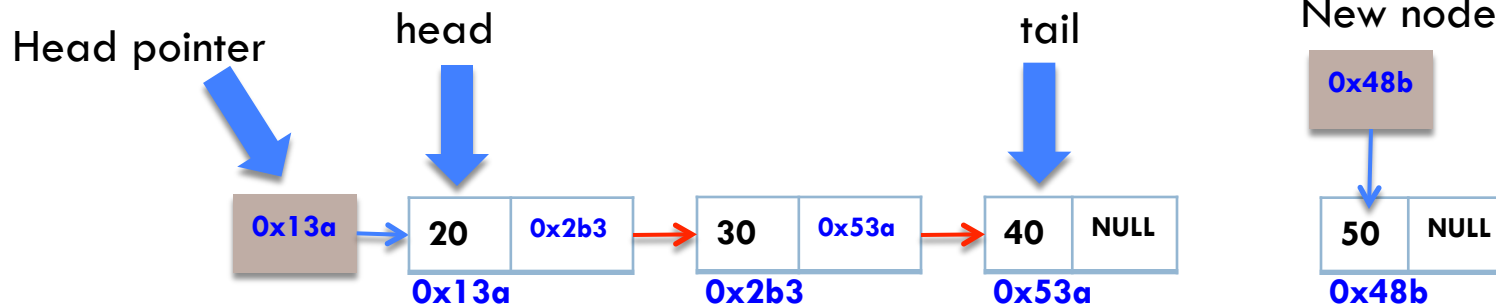 Head pointer
head
tail
New node
0x48b
0x13a
20 0x2b3
30 0x53a
40 NULL
50 NULL
0x13a
0x2b3
0x53a
0x48b